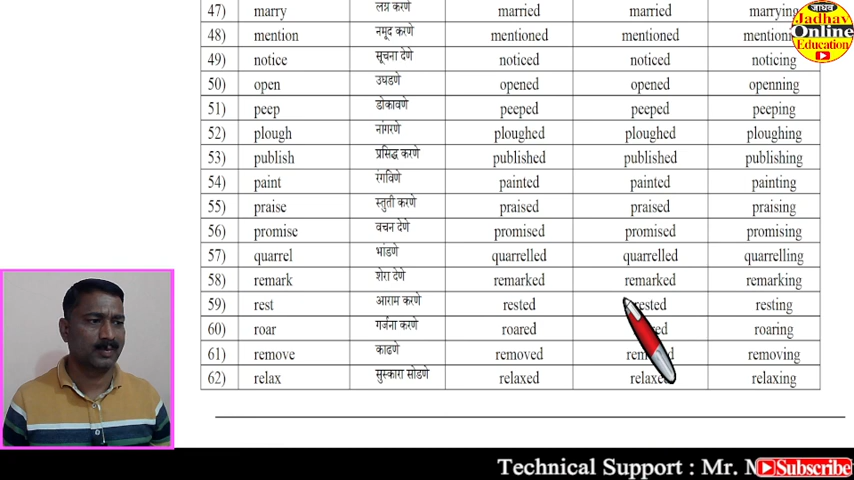 47) marry लग्न करणे married married marrying
48) mention नमूद करणे mentioned mentioned
49) notice सूचना देणे noticed noticed noticing
50) open उघडणे opened opened openning
51) peep डोकावणे peeped peeped peeping
52) plough नांगरणे ploughed ploughed ploughing
53) publish प्रसिद्ध करणे published published publishing
54) paint रंगविणे painted painted painting
55) praise स्तुती करणे praised praised praising
56) promise वचन देणे promised promised promising
57) quarrel भांडणे quarrelled quarrelled quarrelling
58) remark शेरा देणे remarked remarked remarking
59) rest आराम करणे rested rested resting
60) roar गर्जना करणे roared roaring
61) remove काढणे removed removing
62) relax सुस्कारा सोडणे relaxed relaxed relaxing
जाधव
Jadhav
Online
Education
Technical Support : Mr.
Subscribe